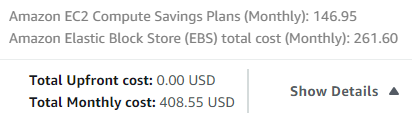 Amazon EC2 Compute Savings Plans (Monthly): 146.95
Amazon Elastic Block Store (EBS) total cost (Monthly): 261.60
Total Upfront cost: 0.00 USD
Total Monthly cost: 408.55 USD
Show Details ▲